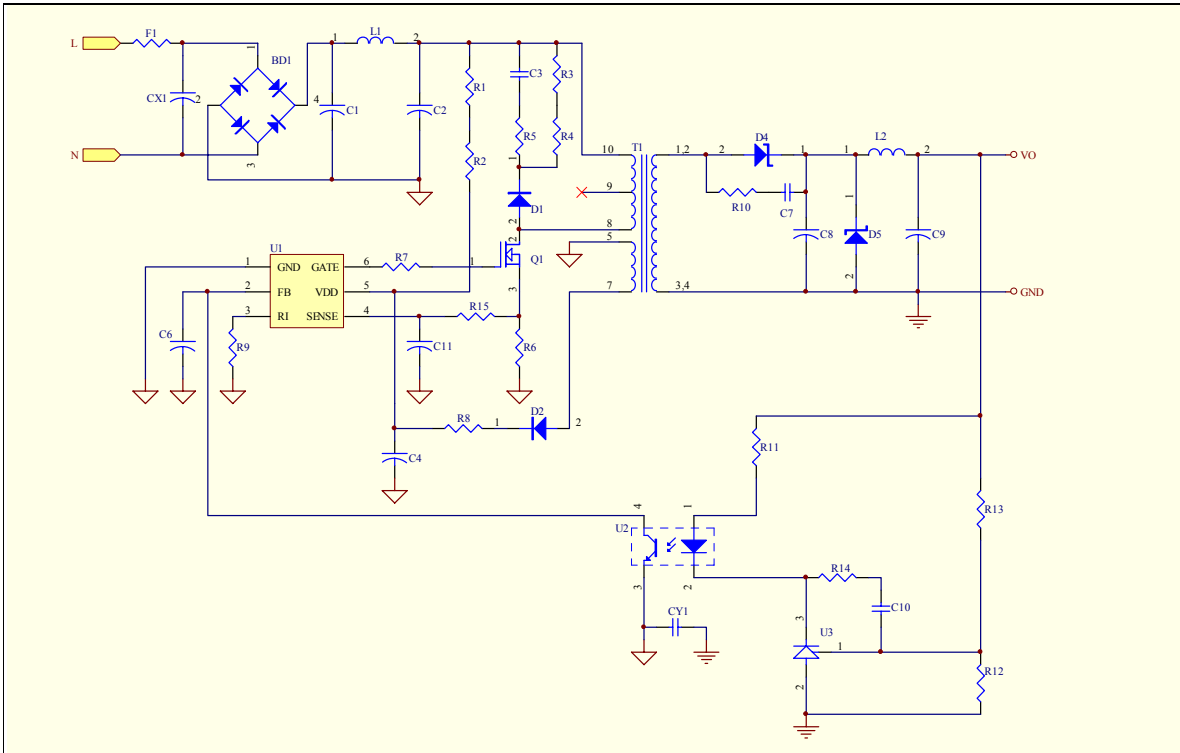 L F1 1 BD1 1 L1 2
CX1 2 4 C1 C2 R1 C3 R3
R5 R4
N 3 R2 1 10 T1 1,2 2 D4 1 1 L2 2 VO
9 R10 C7 1
D1 2 8 C8 D5 C9
U1 2 5
1 GND GATE 6 R7 1 Q1 2
2 FB VDD 5 3 7 3,4 GND
3 RI SENSE 4 R15
C6 R9 C11 R6
R8 1 D2 2
C4 R11
4 1 R13
U2
3 2 R14
C10
CY1 3 U3
1
2 R12